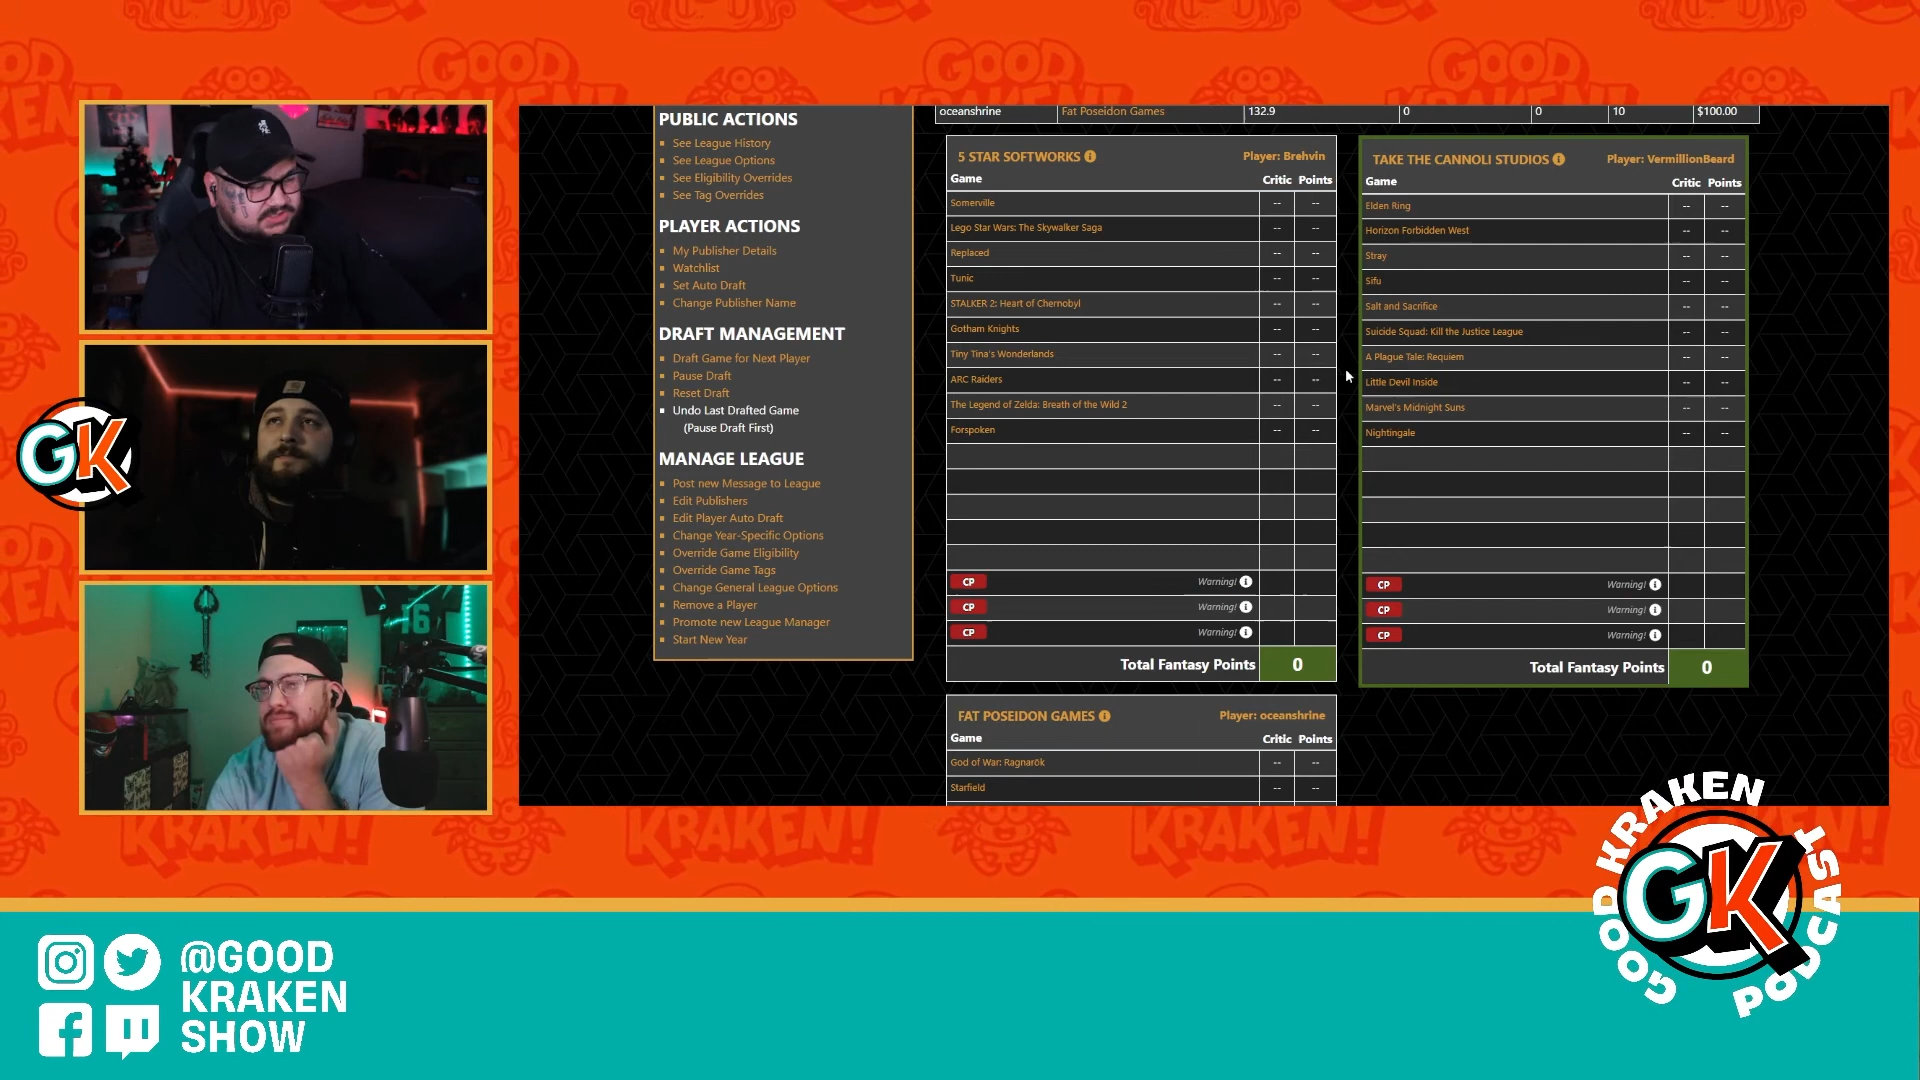 PUBLIC ACTIONS
See League History
See League Options
See Eligibility Overrides
See Tag Overrides
PLAYER ACTIONS
My Publisher Details
Watchlist
Set Auto Draft
Change Publisher Name
DRAFT MANAGEMENT
Draft Game for Next Player
Pause Draft
Reset Draft
Undo Last Drafted Game
(Pause Draft First)
MANAGE LEAGUE
Post new Message to League
Edit Publishers
Edit Player Auto Draft
Change Year-Specific Options
Override Game Eligibility
Override Game Tags
Change General League Options
Remove a Player
Promote new League Manager
Start New Year
oceanshrine Fat Poseidon Games 132.9 0 0 10 $100.00
5 STAR SOFTWORKS Player: Brehvin
Game Critic Points
Somerville -- --
Lego Star Wars: The Skywalker Saga -- --
Replaced -- --
Tunic -- --
STALKER 2: Heart of Chernobyl -- --
Gotham Knights -- --
Tiny Tina's Wonderlands -- --
ARC Raiders -- --
The Legend of Zelda: Breath of the Wild 2 -- --
Forspoken -- --
CP Warning!
CP Warning!
CP Warning!
Total Fantasy Points 0
TAKE THE CANNOLI STUDIOS Player: VermillionBeard
Game Critic Points
Elden Ring -- --
Horizon Forbidden West -- --
Stray -- --
Sifu -- --
Salt and Sacrifice -- --
Suicide Squad: Kill the Justice League -- --
A Plague Tale: Requiem -- --
Little Devil Inside -- --
Marvel's Midnight Suns -- --
Nightingale -- --
CP Warning!
CP Warning!
CP Warning!
Total Fantasy Points 0
FAT POSEIDON GAMES Player: oceanshrine
Game Critic Points
God of War: Ragnarök -- --
Starfield -- --
GK
16
GOOD KRAKEN PODCAST
GK
@GOOD
KRAKEN
SHOW
GOOD
GOOD
GOOD
KRAKEN!
KRAKEN!
KRAKEN!